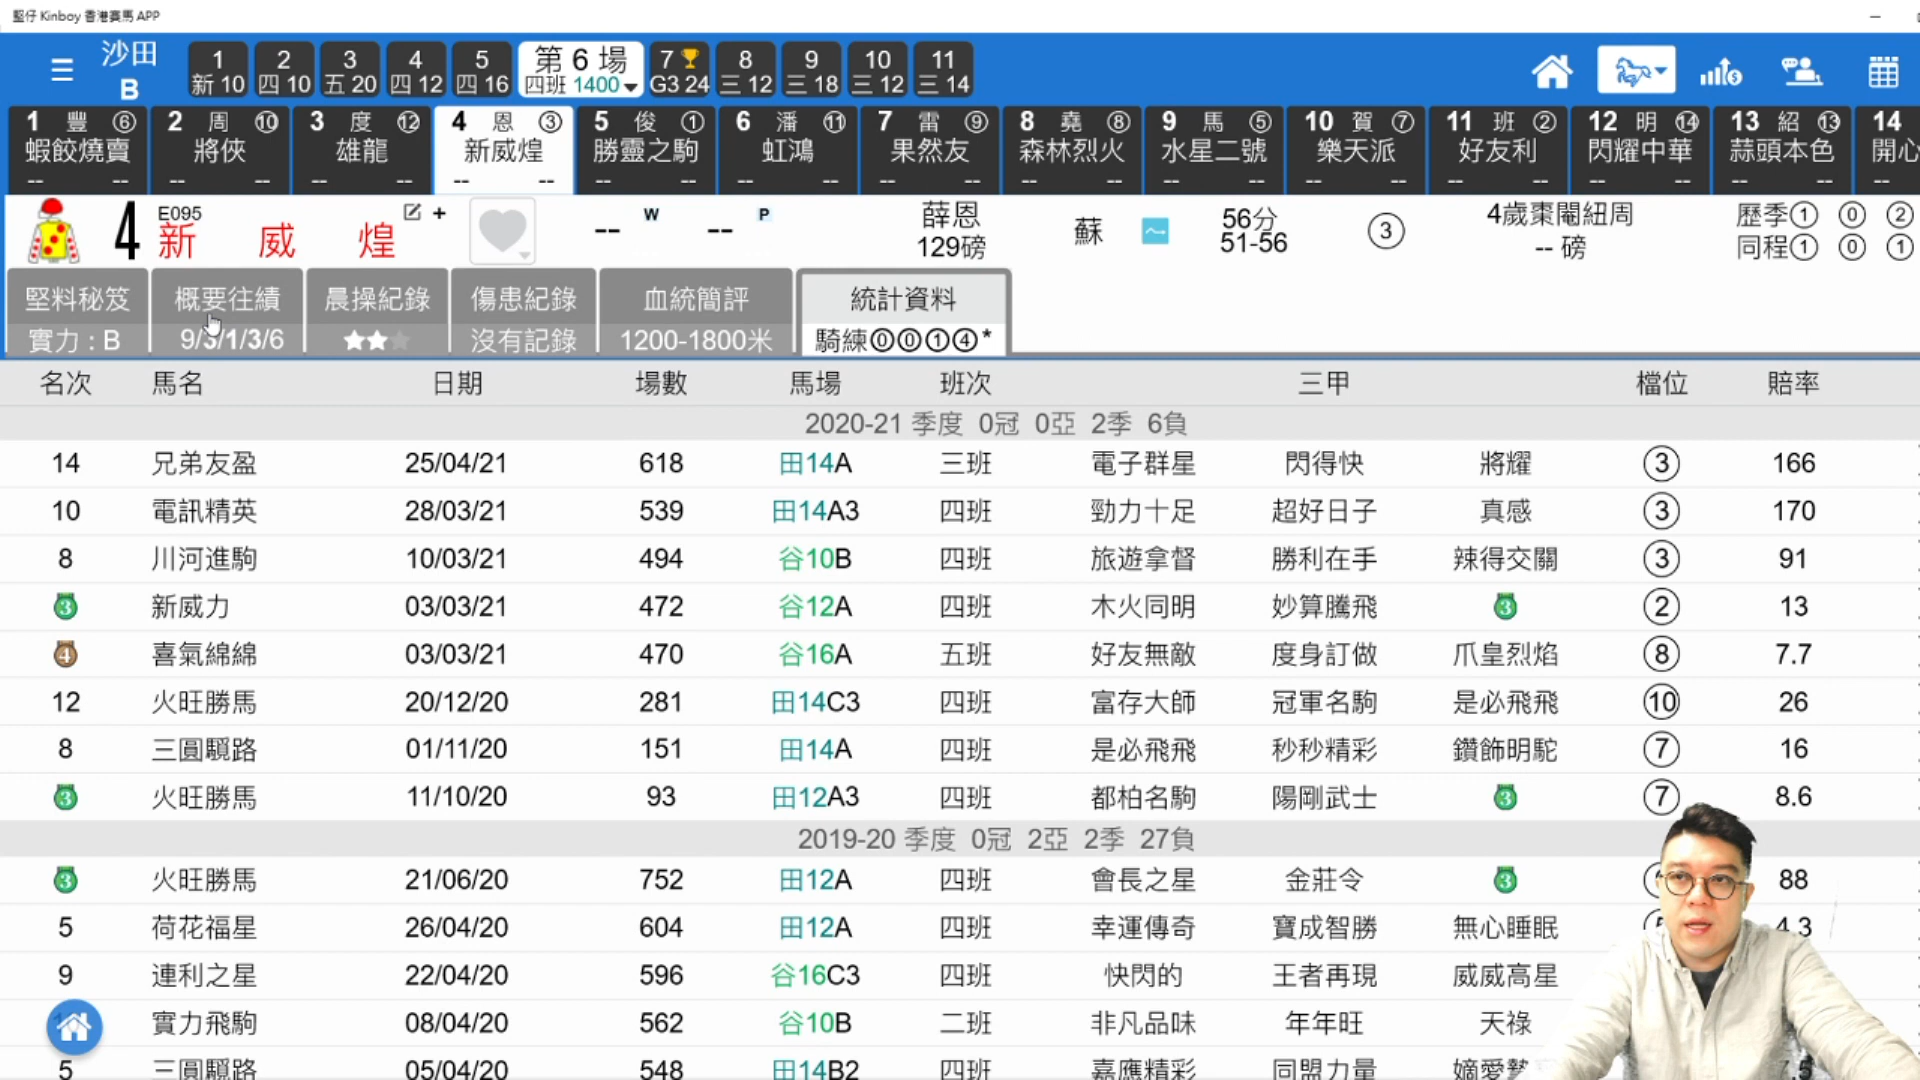 堅仔 Kinboy 香港賽馬 APP
沙田 B
1 新 10
2 四 10
3 五 20
4 四 12
5 四 16
第 6 場 四班 1400
7 G3 24
8 三 12
9 三 18
10 三 12
11 三 14
1 豐 ⑥ 蝦餃燒賣 -- --
2 周 ⑩ 將俠 -- --
3 度 ⑫ 雄龍 -- --
4 恩 ③ 新威煌 -- --
5 俊 ① 勝靈之駒 -- --
6 潘 ⑪ 虹鴻 -- --
7 雷 ⑨ 果然友 -- --
8 堯 ⑧ 森林烈火 -- --
9 馬 ⑤ 水星二號 -- --
10 賀 ⑦ 樂天派 -- --
11 班 ② 好友利 -- --
12 明 ⑭ 閃耀中華 -- --
13 紹 ⑬ 蒜頭本色 -- --
14 開心 --
4 E095 新威煌 + -- W -- P 薛恩 129磅 蘇 56分 51-56 ③ 4歲棗閹紐周 -- 磅
歷季① ⓪ ②
同程① ⓪ ①
堅料秘笈 實力 : B
概要往績 9/3/1/3/6
晨操紀錄
傷患紀錄 沒有記錄
血統簡評 1200-1800米
統計資料 騎練⓪⓪①④*
名次 馬名 日期 場數 馬場 班次 三甲 檔位 賠率
2020-21 季度 0冠 0亞 2季 6負
14 兄弟友盈 25/04/21 618 田14A 三班 電子群星 閃得快 將耀 ③ 166
10 電訊精英 28/03/21 539 田14A3 四班 勁力十足 超好日子 真感 ③ 170
8 川河進駒 10/03/21 494 谷10B 四班 旅遊拿督 勝利在手 辣得交關 ③ 91
3 新威力 03/03/21 472 谷12A 四班 木火同明 妙算騰飛 3 ② 13
4 喜氣綿綿 03/03/21 470 谷16A 五班 好友無敵 度身訂做 爪皇烈焰 ⑧ 7.7
12 火旺勝馬 20/12/20 281 田14C3 四班 富存大師 冠軍名駒 是必飛飛 ⑩ 26
8 三圓驥路 01/11/20 151 田14A 四班 是必飛飛 秒秒精彩 鑽飾明駝 ⑦ 16
3 火旺勝馬 11/10/20 93 田12A3 四班 都柏名駒 陽剛武士 3 ⑦ 8.6
2019-20 季度 0冠 2亞 2季 27負
3 火旺勝馬 21/06/20 752 田12A 四班 會長之星 金莊令 3 88
5 荷花福星 26/04/20 604 田12A 四班 幸運傳奇 寶成智勝 無心睡眠 4.3
9 連利之星 22/04/20 596 谷16C3 四班 快閃的 王者再現 威威高星
實力飛駒 08/04/20 562 谷10B 二班 非凡品味 年年旺 天祿
5 三圓驥路 05/04/20 548 田14B2 四班 嘉應精彩 同盟力量 嫡愛